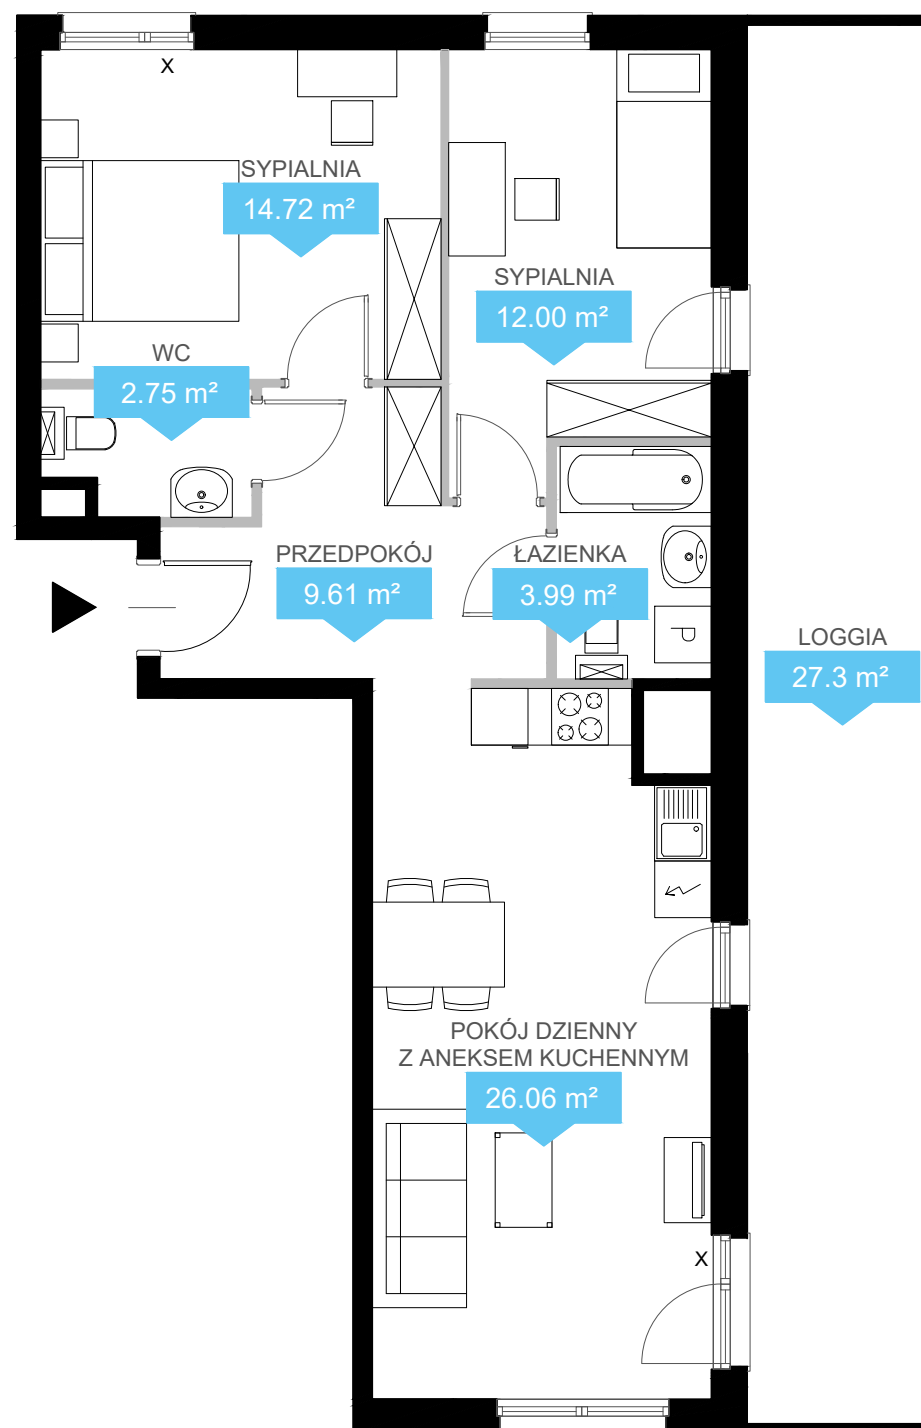 X
SYPIALNIA
14.72 m²
SYPIALNIA
12.00 m²
WC
2.75 m²
PRZEDPOKÓJ
9.61 m²
ŁAZIENKA
3.99 m²
P
LOGGIA
27.3 m²
POKÓJ DZIENNY
Z ANEKSEM KUCHENNYM
26.06 m²
X